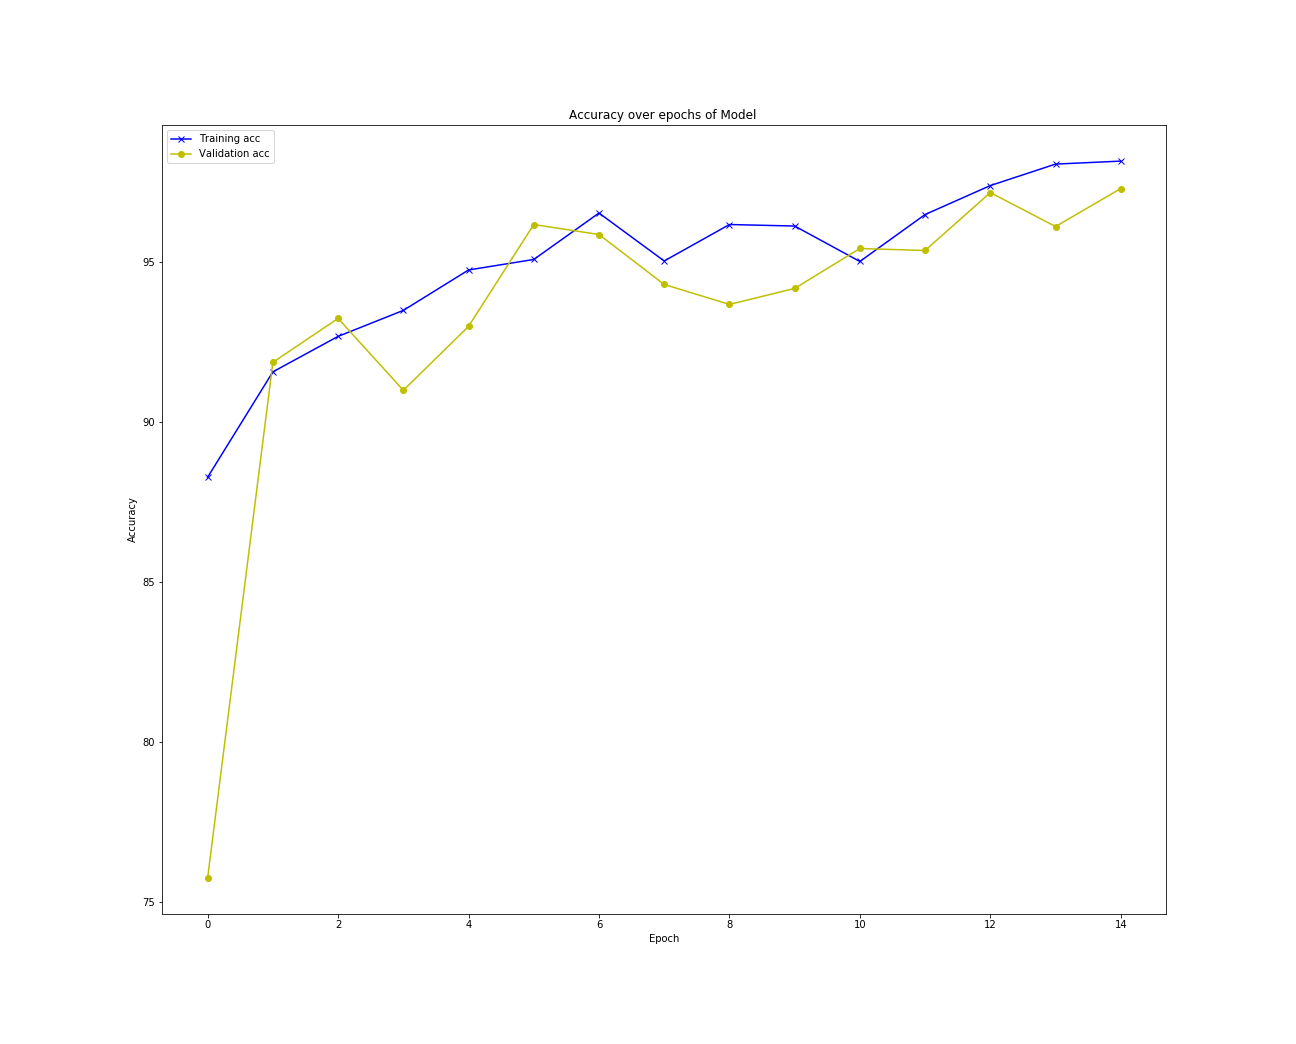 Accuracy over epochs of Model
Training acc
Validation acc
95
90
85
80
75
Accuracy
0 2 4 6 8 10 12 14
Epoch